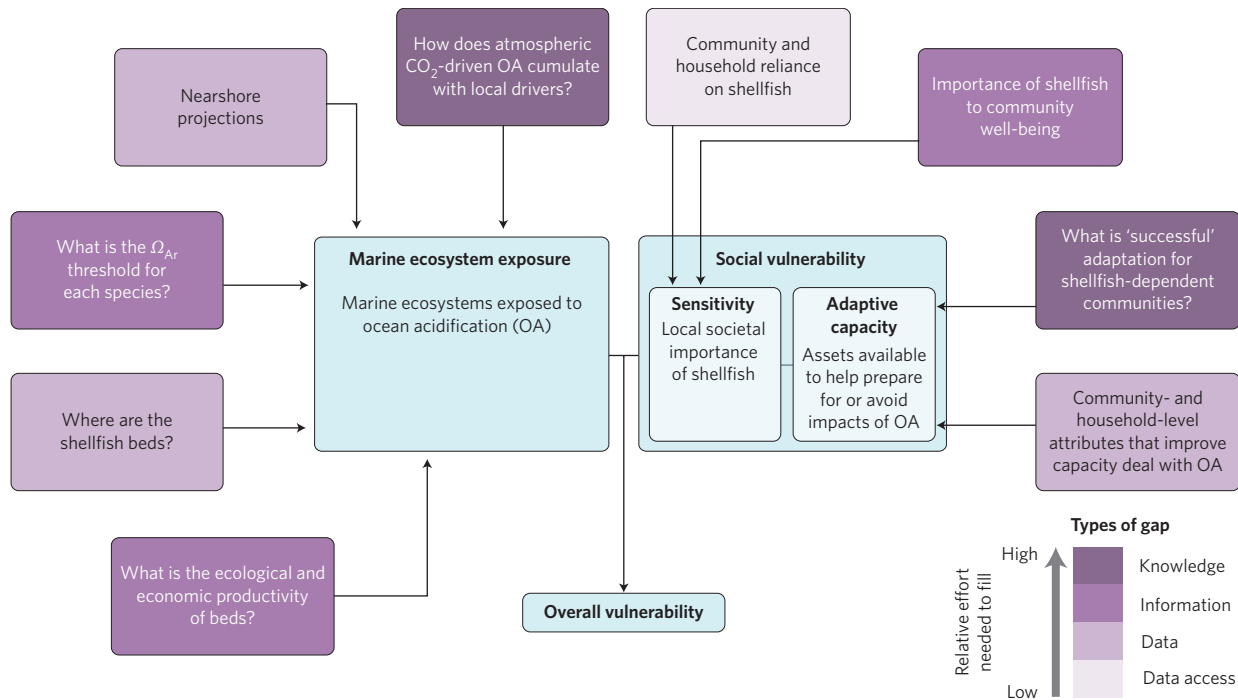 How does atmospheric
CO₂-driven OA cumulate
with local drivers?
Community and
household reliance
on shellfish
Nearshore
projections
Importance of shellfish
to community
well-being
What is the Ω_Ar
threshold for
each species?
Marine ecosystem exposure
Marine ecosystems exposed to
ocean acidification (OA)
Social vulnerability
Sensitivity
Local societal
importance
of shellfish
Adaptive
capacity
Assets available
to help prepare
for or avoid
impacts of OA
What is ‘successful’
adaptation for
shellfish-dependent
communities?
Where are the
shellfish beds?
Community- and
household-level
attributes that improve
capacity deal with OA
What is the ecological and
economic productivity
of beds?
Overall vulnerability
Types of gap
Relative effort
needed to fill
High
Low
Knowledge
Information
Data
Data access